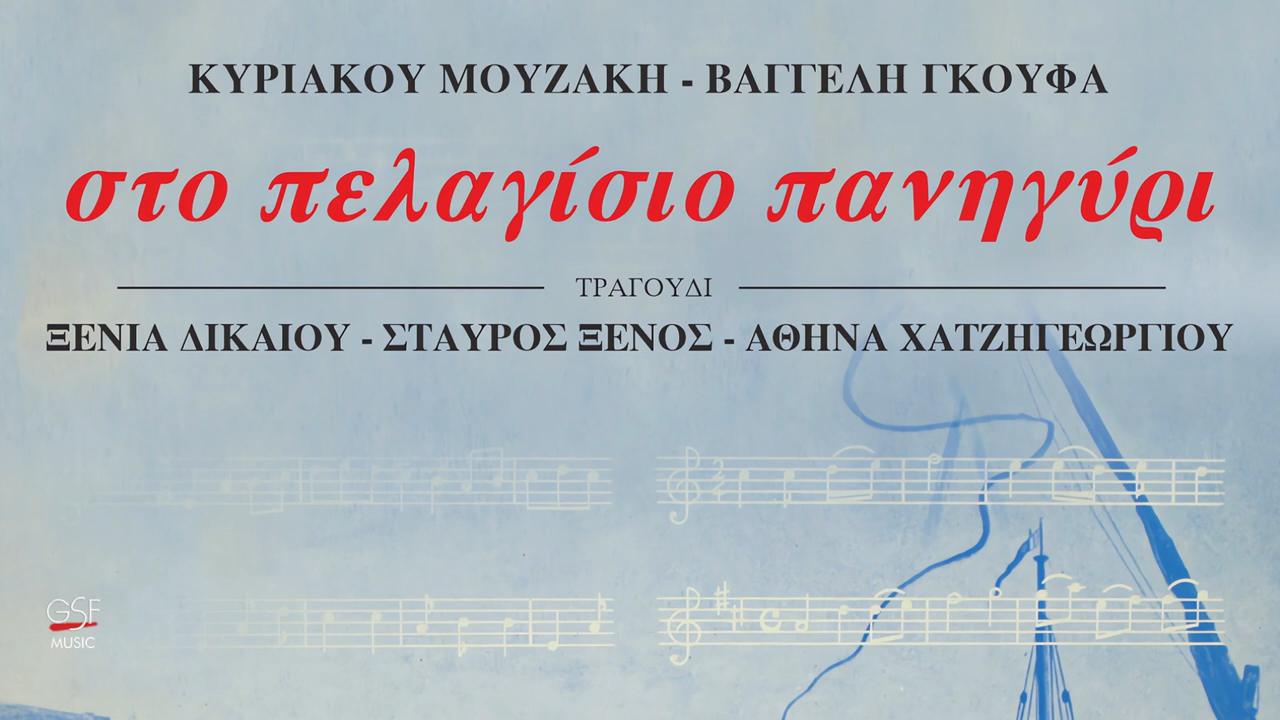 ΚΥΡΙΑΚΟΥ ΜΟΥΖΑΚΗ - ΒΑΓΓΕΛΗ ΓΚΟΥΦΑ
στο πελαγίσιο πανηγύρι
ΤΡΑΓΟΥΔΙ
ΞΕΝΙΑ ΔΙΚΑΙΟΥ - ΣΤΑΥΡΟΣ ΞΕΝΟΣ - ΑΘΗΝΑ ΧΑΤΖΗΓΕΩΡΓΙΟΥ
GSF
MUSIC